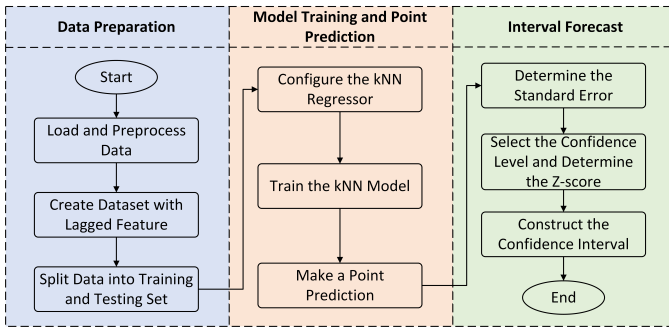 Data Preparation
Start
Load and Preprocess
Data
Create Dataset with
Lagged Feature
Split Data into Training
and Testing Set
Model Training and Point
Prediction
Configure the kNN
Regressor
Train the kNN Model
Make a Point
Prediction
Interval Forecast
Determine the
Standard Error
Select the Confidence
Level and Determine
the Z-score
Construct the
Confidence Interval
End